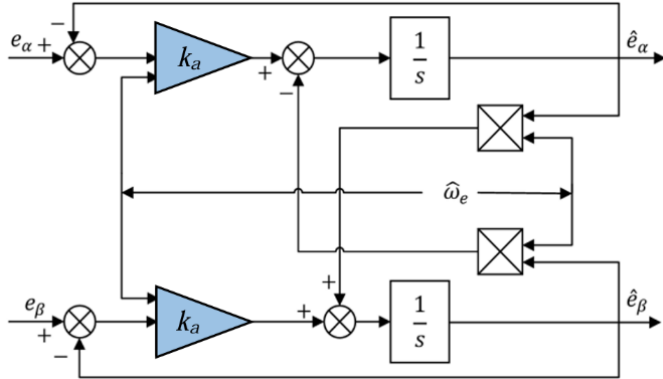 −
e_α + k_a + 1/s ê_α
−
ω̂_e
+
e_β k_a + 1/s ê_β
+
−